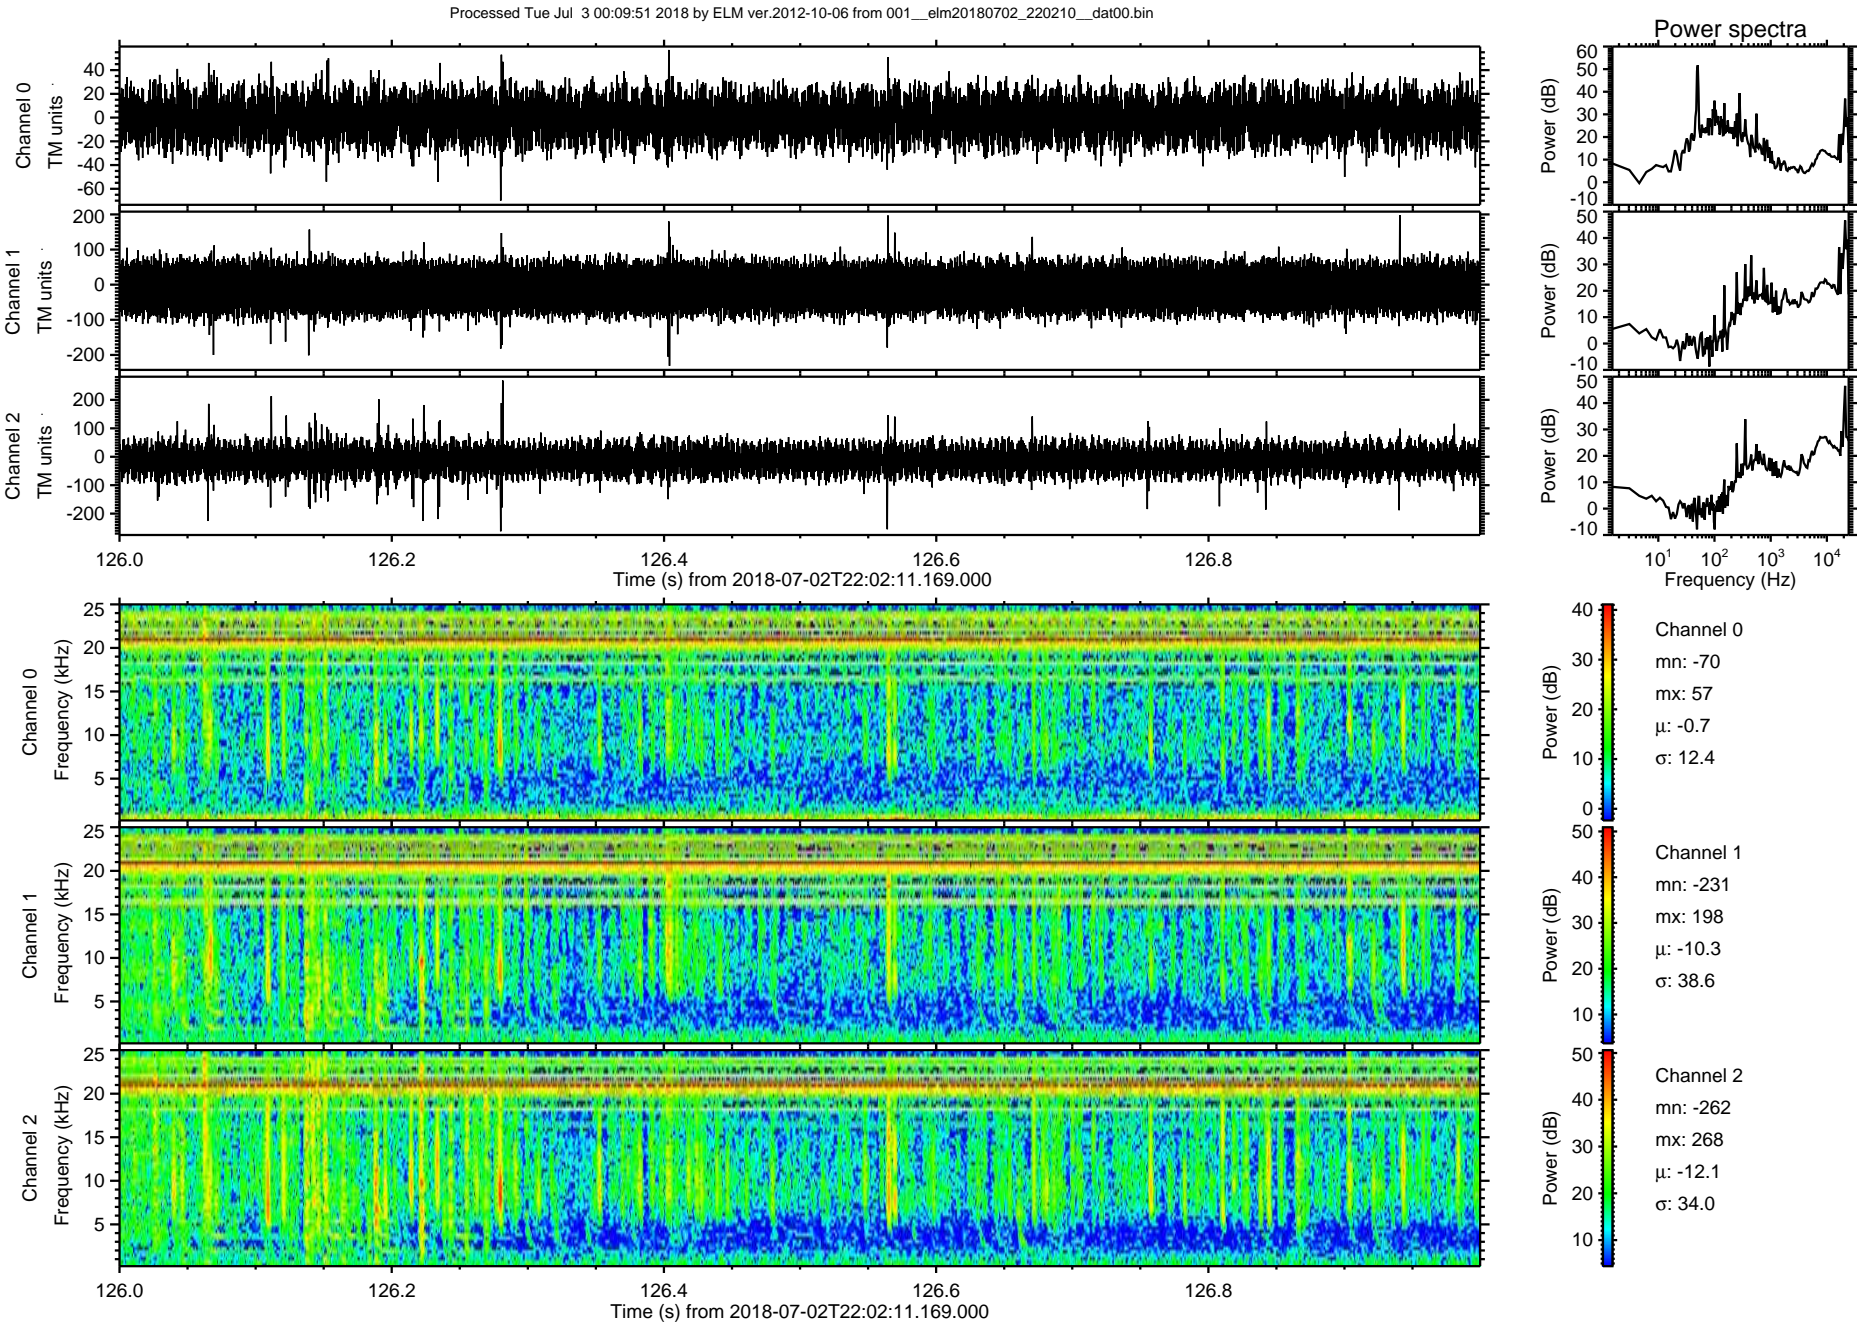 Processed Tue Jul  3 00:09:51 2018 by ELM ver.2012-10-06 from 001__elm20180702_220210__dat00.bin
Power spectra
Channel 0
TM units
40
20
0
-20
-40
-60
Power (dB)
60
50
40
30
20
10
0
-10
Channel 1
TM units
200
100
0
-100
-200
Power (dB)
50
40
30
20
10
0
-10
Channel 2
TM units
200
100
0
-100
-200
Power (dB)
50
40
30
20
10
0
-10
126.0 126.2 126.4 126.6 126.8
Time (s) from 2018-07-02T22:02:11.169.000
10^1 10^2 10^3 10^4
Frequency (Hz)
Channel 0
Frequency (kHz)
25
20
15
10
5
Power (dB)
40
30
20
10
0
Channel 0
mn: -70
mx: 57
μ: -0.7
σ: 12.4
Channel 1
Frequency (kHz)
25
20
15
10
5
Power (dB)
50
40
30
20
10
Channel 1
mn: -231
mx: 198
μ: -10.3
σ: 38.6
Channel 2
Frequency (kHz)
25
20
15
10
5
Power (dB)
50
40
30
20
10
Channel 2
mn: -262
mx: 268
μ: -12.1
σ: 34.0
126.0 126.2 126.4 126.6 126.8
Time (s) from 2018-07-02T22:02:11.169.000